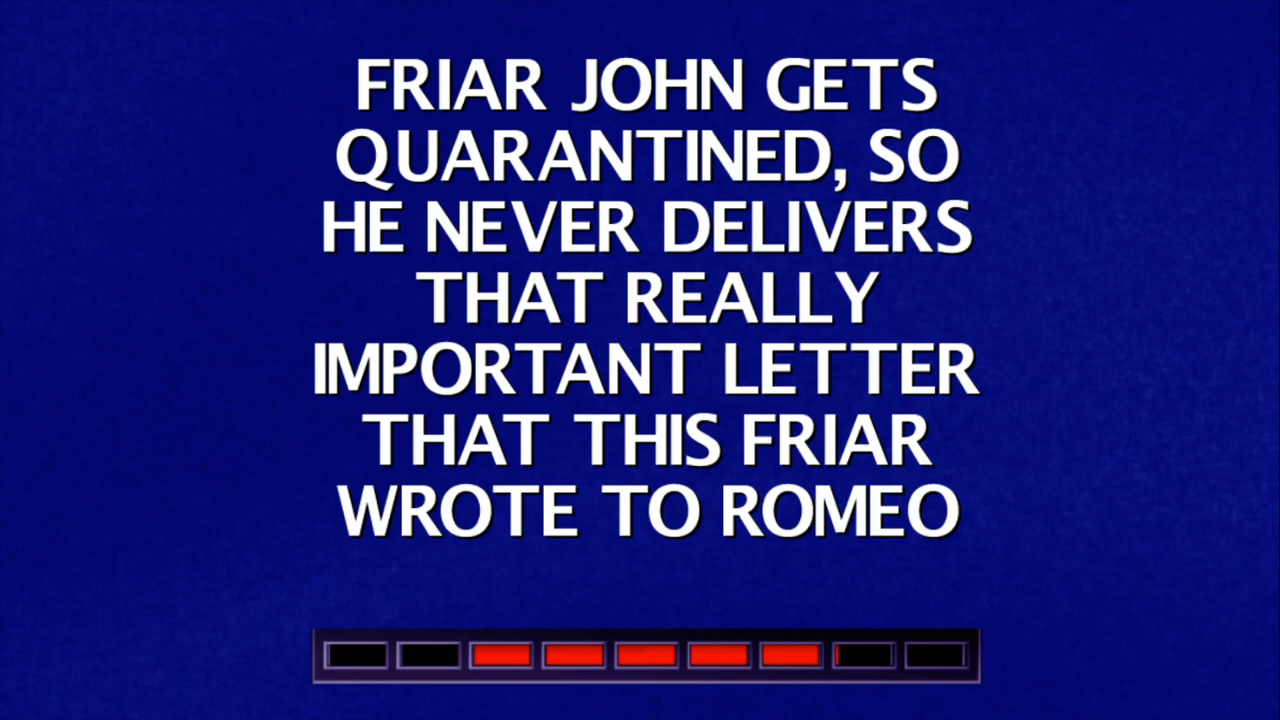 FRIAR JOHN GETS
QUARANTINED, SO
HE NEVER DELIVERS
THAT REALLY
IMPORTANT LETTER
THAT THIS FRIAR
WROTE TO ROMEO